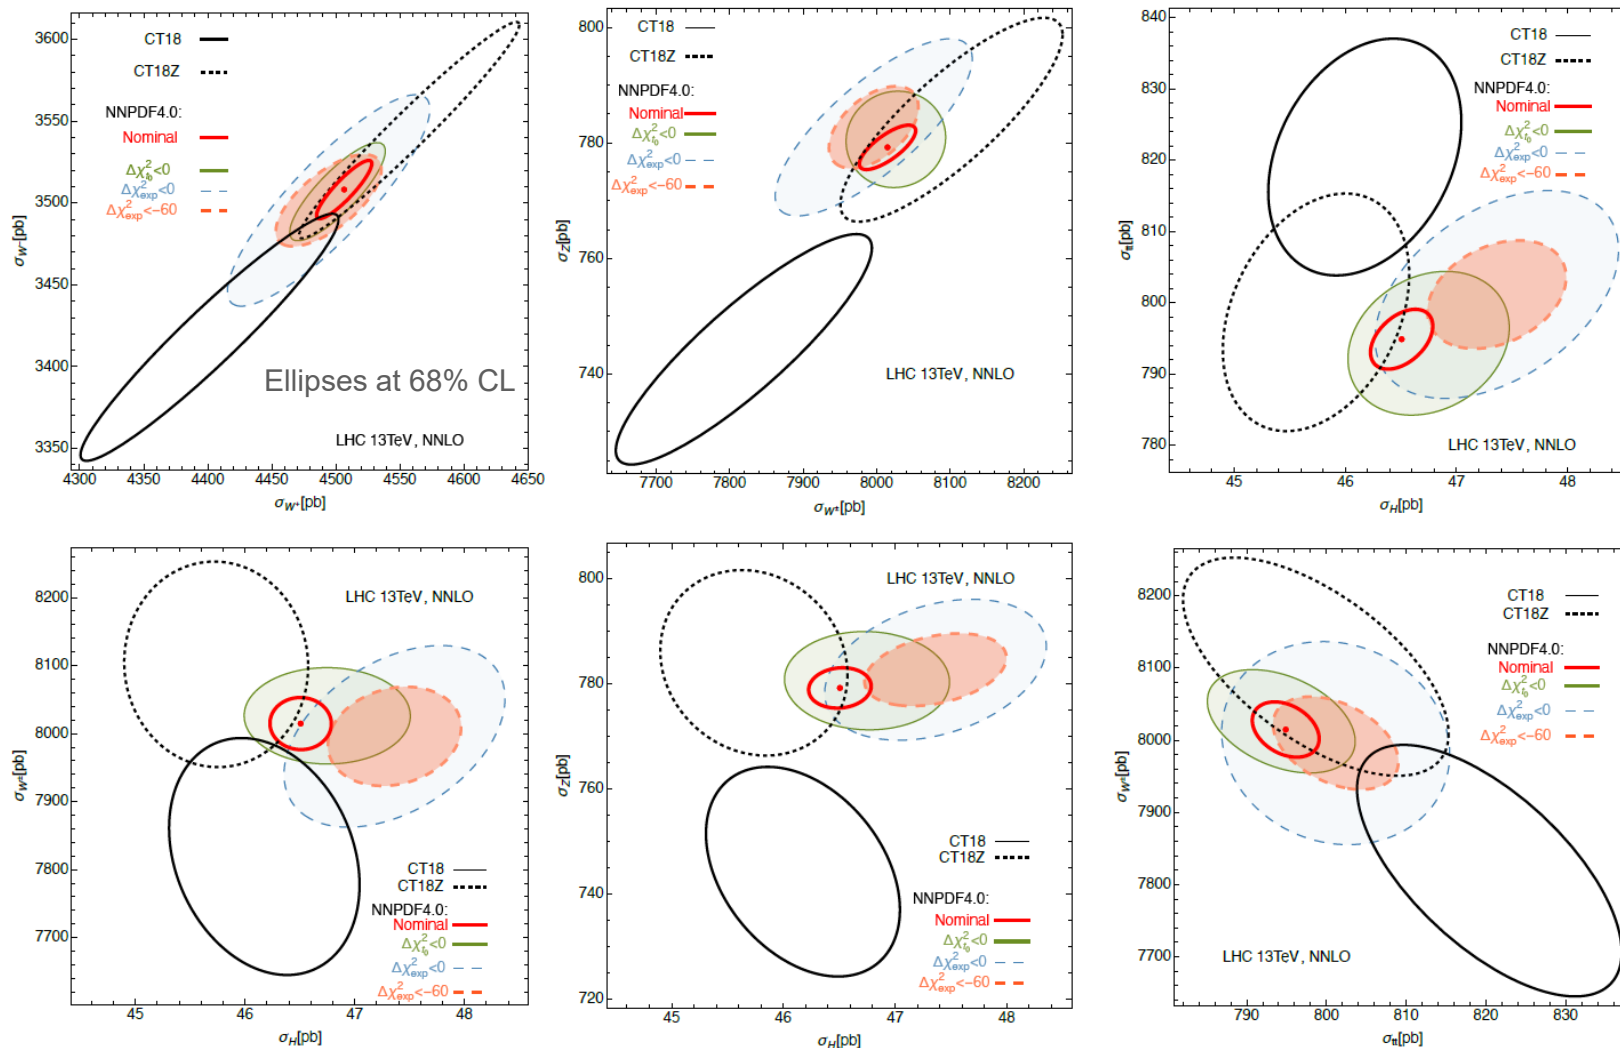 3600
3550
3500
3450
3400
3350
σW-[pb]
CT18
CT18Z
NNPDF4.0:
Nominal
Δχ²t₀<0
Δχ²exp<0
Δχ²exp<-60
Ellipses at 68% CL
LHC 13TeV, NNLO
4300 4350 4400 4450 4500 4550 4600 4650
σW+[pb]
800
780
760
740
σZ[pb]
CT18
CT18Z
NNPDF4.0:
Nominal
Δχ²t₀<0
Δχ²exp<0
Δχ²exp<-60
LHC 13TeV, NNLO
7700 7800 7900 8000 8100 8200
σW±[pb]
840
830
820
810
800
790
780
σtt[pb]
CT18
CT18Z
NNPDF4.0:
Nominal
Δχ²t₀<0
Δχ²exp<0
Δχ²exp<-60
LHC 13TeV, NNLO
45 46 47 48
σH[pb]
8200
8100
8000
7900
7800
7700
σW±[pb]
LHC 13TeV, NNLO
CT18
CT18Z
NNPDF4.0:
Nominal
Δχ²t₀<0
Δχ²exp<0
Δχ²exp<-60
45 46 47 48
σH[pb]
800
780
760
740
720
σZ[pb]
LHC 13TeV, NNLO
CT18
CT18Z
NNPDF4.0:
Nominal
Δχ²t₀<0
Δχ²exp<0
Δχ²exp<-60
45 46 47 48
σH[pb]
8200
8100
8000
7900
7800
7700
σW±[pb]
CT18
CT18Z
NNPDF4.0:
Nominal
Δχ²t₀<0
Δχ²exp<0
Δχ²exp<-60
LHC 13TeV, NNLO
790 800 810 820 830
σtt[pb]